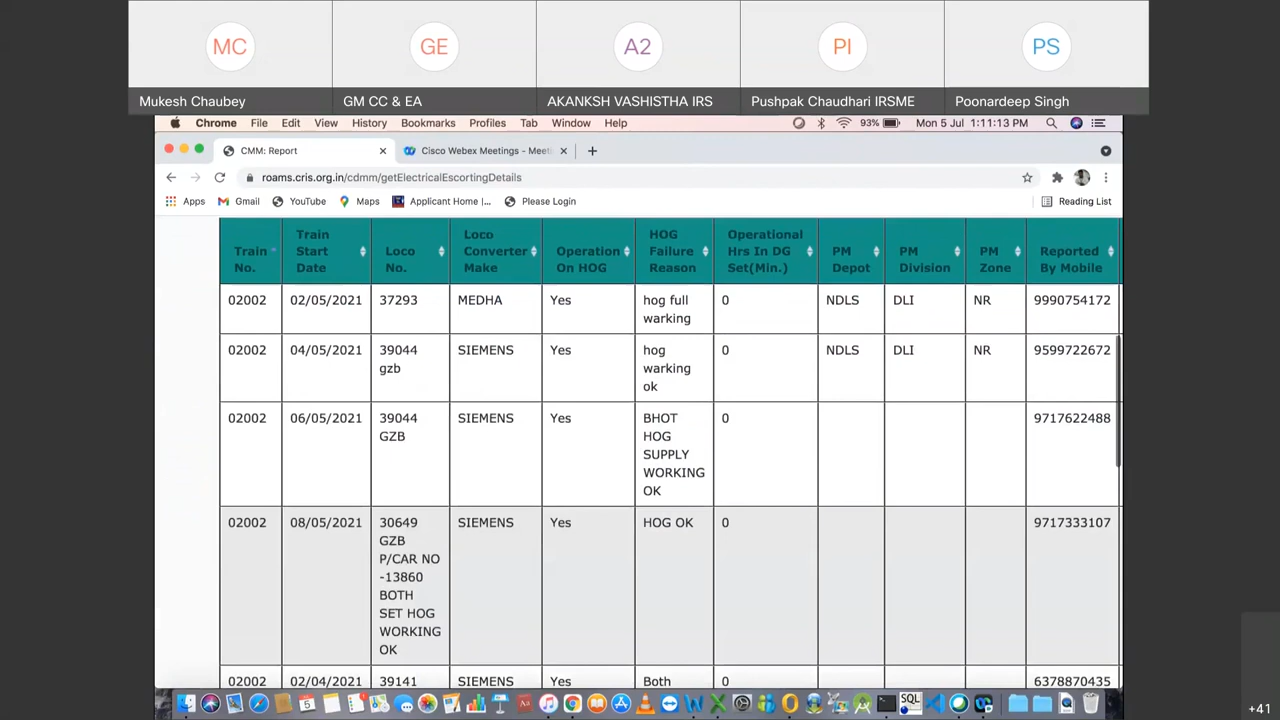 MC
GE
A2
PI
PS
Mukesh Chaubey
GM CC & EA
AKANKSH VASHISTHA IRS
Pushpak Chaudhari IRSME
Poonardeep Singh
Chrome File Edit View History Bookmarks Profiles Tab Window Help 93% Mon 5 Jul 1:11:13 PM
CMM: Report
Cisco Webex Meetings - Meeti
roams.cris.org.in/cdmm/getElectricalEscortingDetails
Apps Gmail YouTube Maps Applicant Home |... Please Login Reading List
Train No.
Train Start Date
Loco No.
Loco Converter Make
Operation On HOG
HOG Failure Reason
Operational Hrs In DG Set(Min.)
PM Depot
PM Division
PM Zone
Reported By Mobile
02002 02/05/2021 37293 MEDHA Yes hog full 0 NDLS DLI NR 9990754172
warking
02002 04/05/2021 39044 SIEMENS Yes hog 0 NDLS DLI NR 9599722672
gzb warking
ok
02002 06/05/2021 39044 SIEMENS Yes BHOT 0 9717622488
GZB HOG
SUPPLY
WORKING
OK
02002 08/05/2021 30649 SIEMENS Yes HOG OK 0 9717333107
GZB
P/CAR NO
-13860
BOTH
SET HOG
WORKING
OK
02002 02/04/2021 39141 SIEMENS Yes Both 0 6378870435
SQL
+41